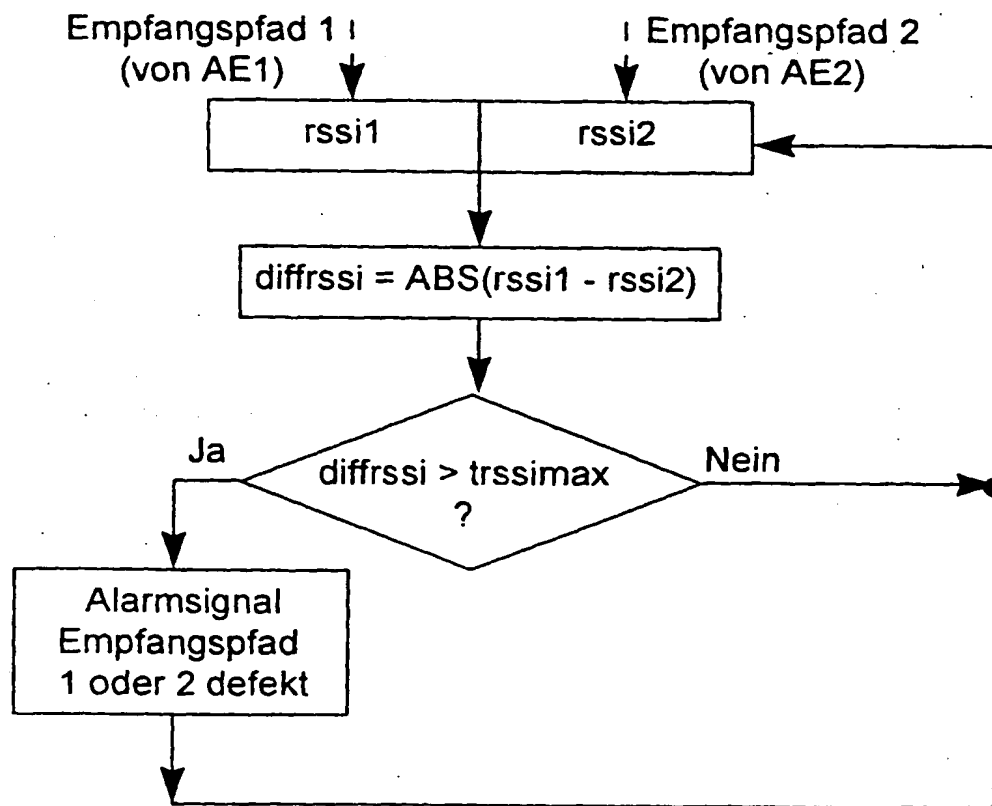 Empfangspfad 1
(von AE1)
Empfangspfad 2
(von AE2)
rssi1
rssi2
diffrssi = ABS(rssi1 - rssi2)
Ja
diffrssi > trssimax
?
Nein
Alarmsignal
Empfangspfad
1 oder 2 defekt